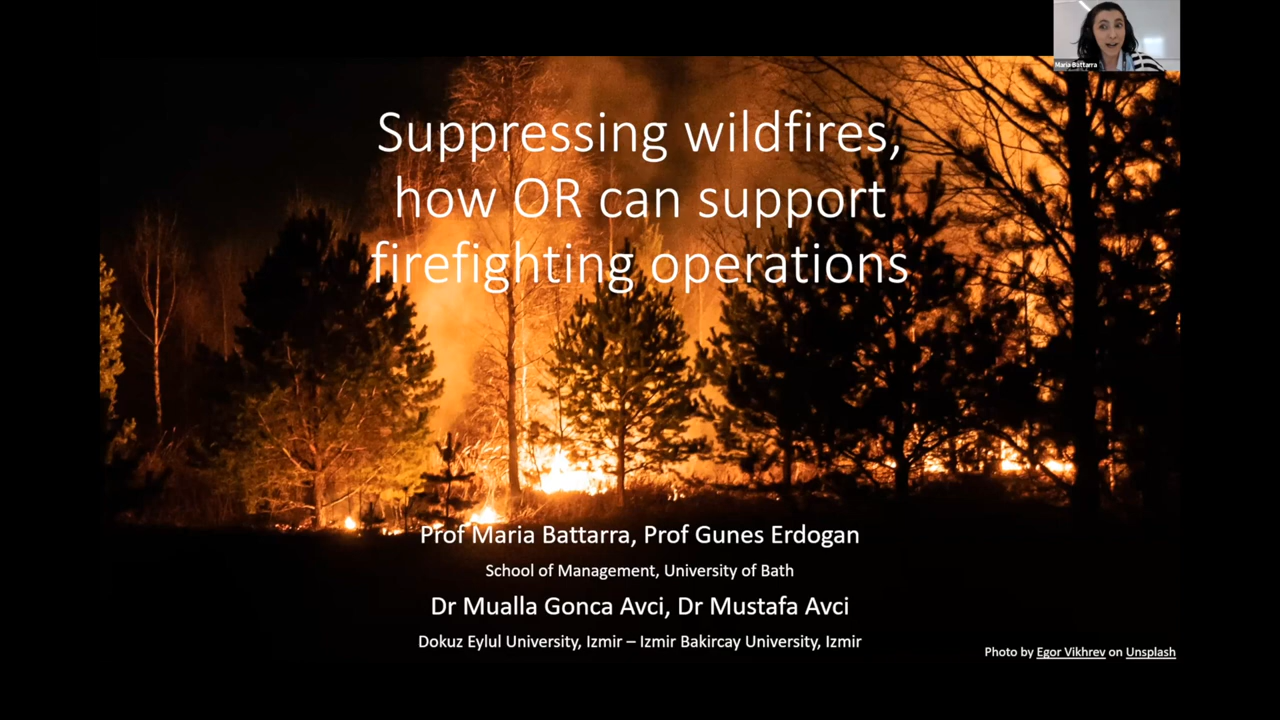 Maria Battarra
Suppressing wildfires,
how OR can support
firefighting operations
Prof Maria Battarra, Prof Gunes Erdogan
School of Management, University of Bath
Dr Mualla Gonca Avci, Dr Mustafa Avci
Dokuz Eylul University, Izmir – Izmir Bakircay University, Izmir
Photo by Egor Vikhrev on Unsplash